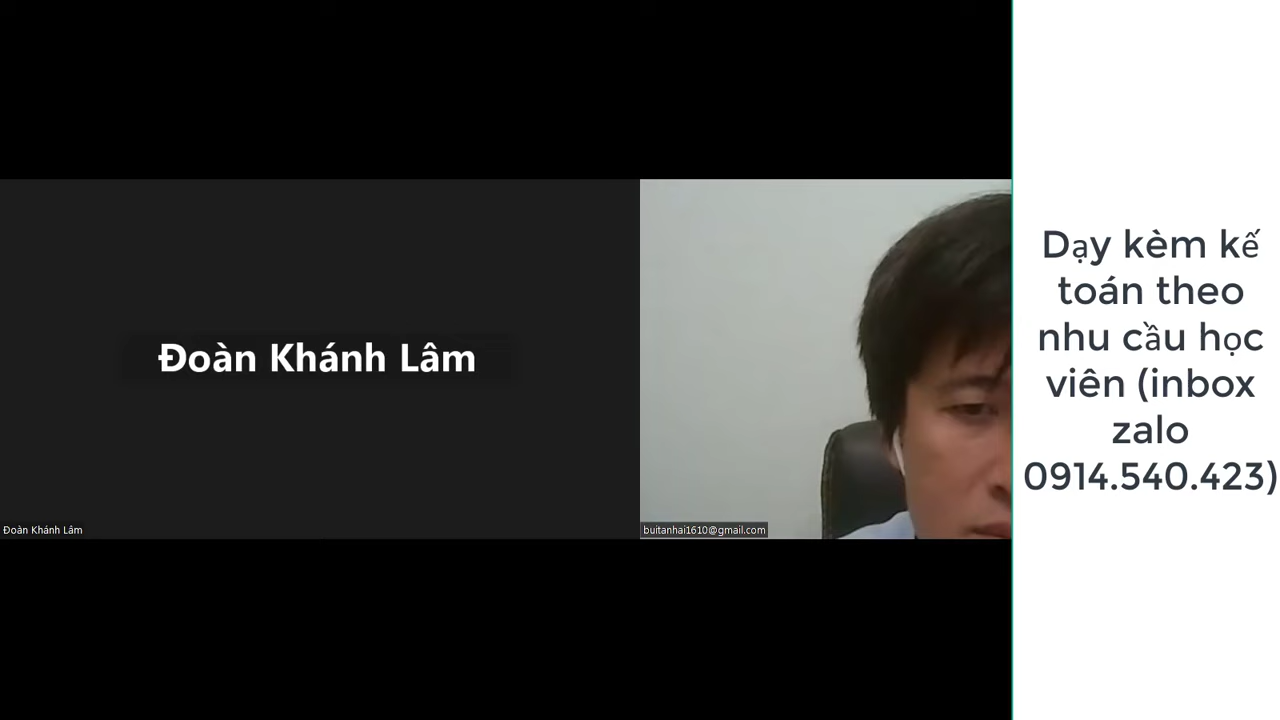 Đoàn Khánh Lâm
Đoàn Khánh Lâm
buitanhai1610@gmail.com
Dạy kèm kế
toán theo
nhu cầu học
viên (inbox
zalo
0914.540.423)